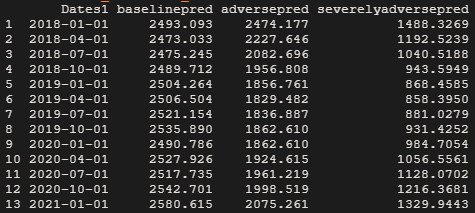 Dates1 baselinepred adversepred severelyadversepred
1 2018-01-01 2493.093 2474.177 1488.3269
2 2018-04-01 2473.033 2227.646 1192.5239
3 2018-07-01 2475.245 2082.696 1040.5188
4 2018-10-01 2489.712 1956.808 943.5949
5 2019-01-01 2504.264 1856.761 868.4585
6 2019-04-01 2506.504 1829.482 858.3950
7 2019-07-01 2521.154 1836.887 881.0279
8 2019-10-01 2535.890 1862.610 931.4252
9 2020-01-01 2490.786 1862.610 984.7054
10 2020-04-01 2527.926 1924.615 1056.5561
11 2020-07-01 2517.735 1961.219 1128.0702
12 2020-10-01 2542.701 1998.519 1216.3681
13 2021-01-01 2580.615 2075.261 1329.9443